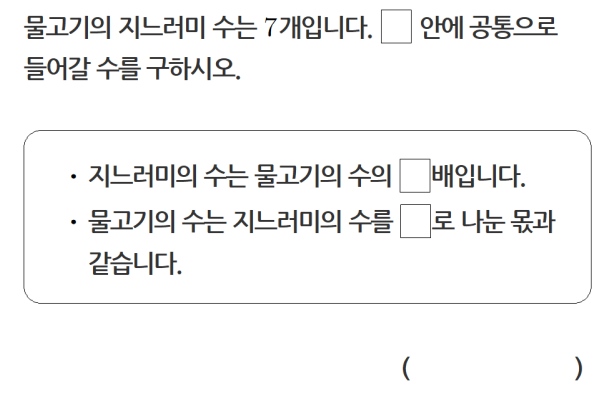 물고기의 지느러미 수는 7개입니다. □ 안에 공통으로
들어갈 수를 구하시오.
· 지느러미의 수는 물고기의 수의 □배입니다.
· 물고기의 수는 지느러미의 수를 □로 나눈 몫과
같습니다.
( )